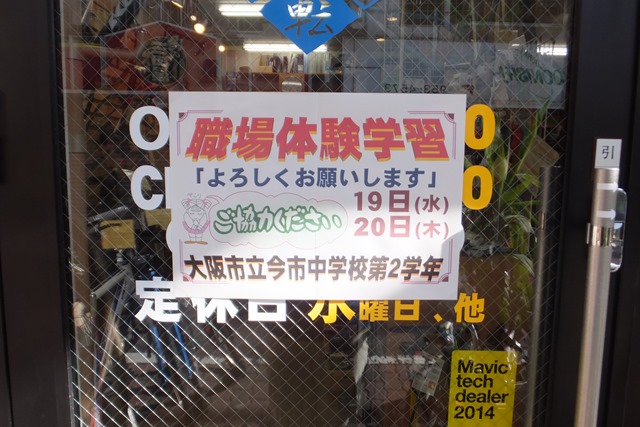 転
職場体験学習
「よろしくお願いします」
19日(水)
ご協力ください
20日(木)
大阪市立今市中学校第2学年
定休日 水曜日、他
引
Mavic
tech
dealer
2014